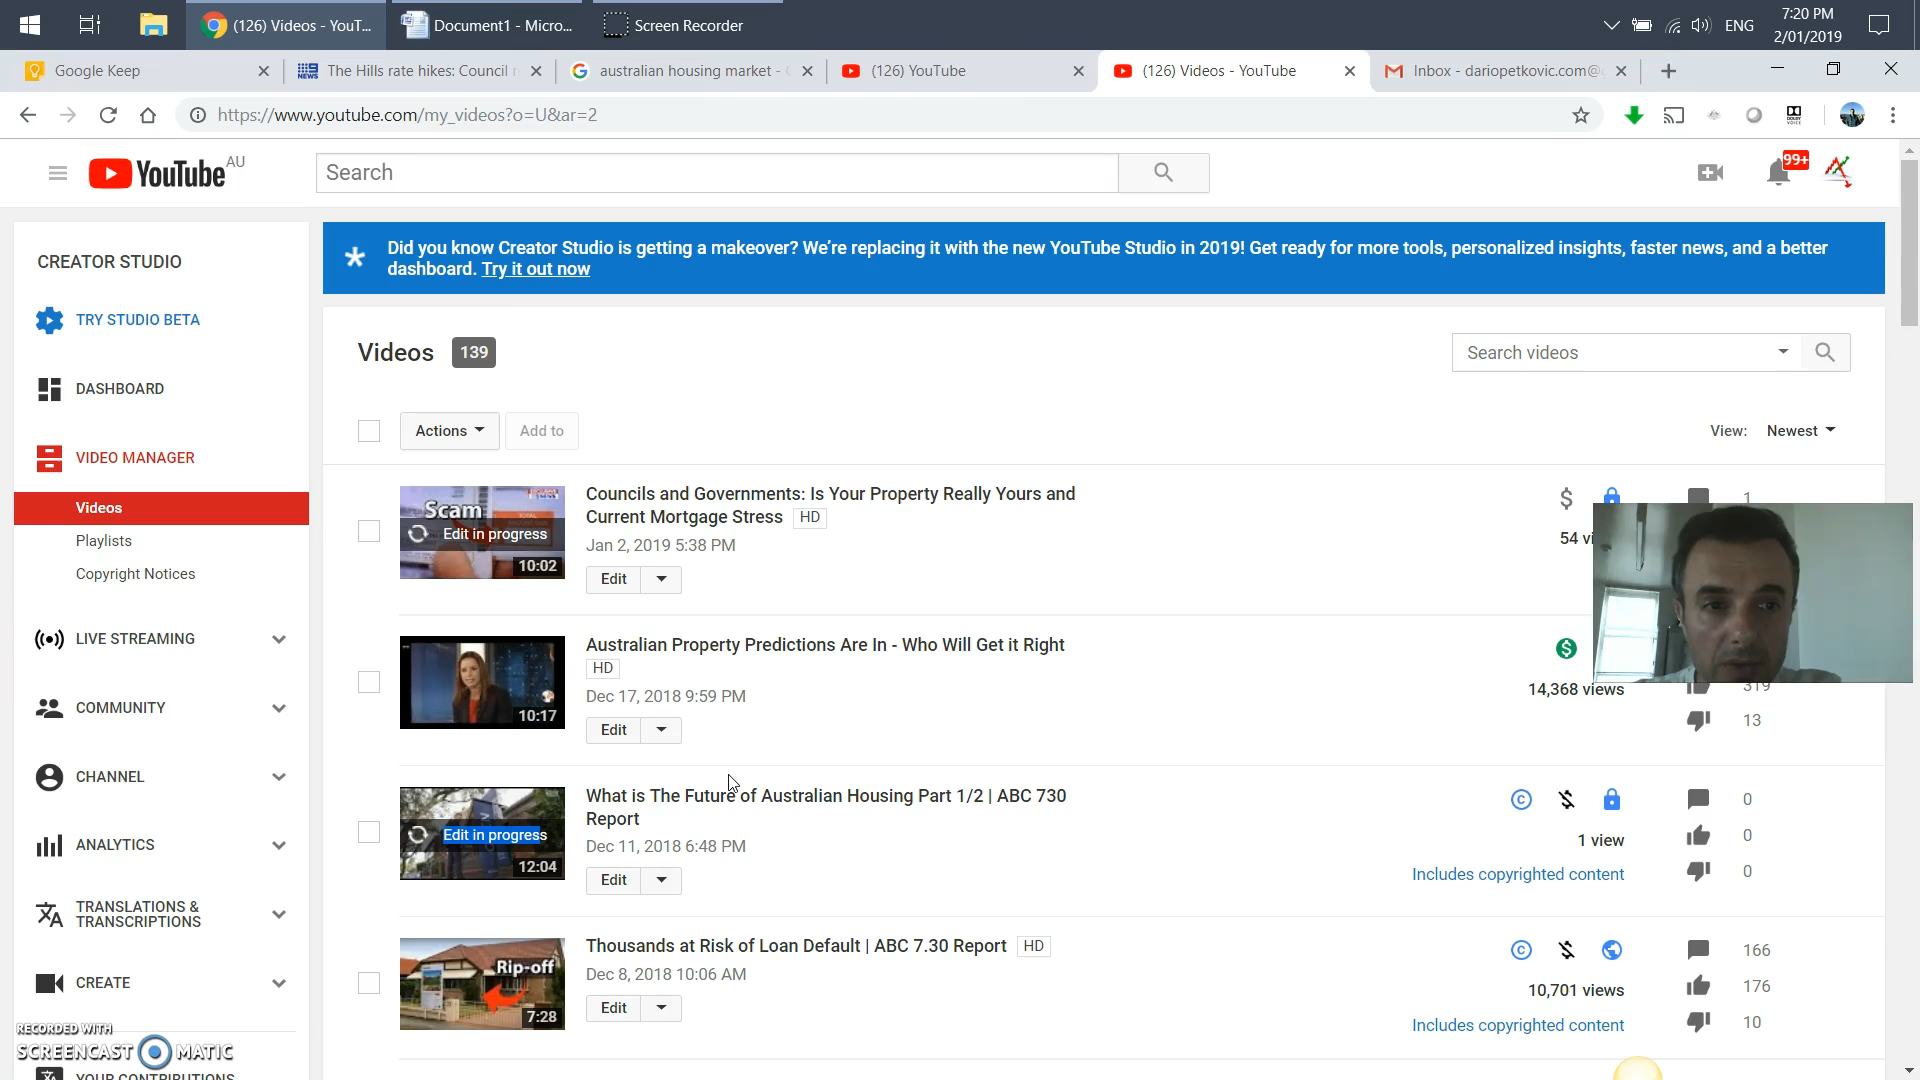 (126) Videos - YouT...
Document1 - Micro...
Screen Recorder
ENG
7:20 PM
2/01/2019
Google Keep
The Hills rate hikes: Council
australian housing market -
(126) YouTube
(126) Videos - YouTube
Inbox - dariopetkovic.com@
https://www.youtube.com/my_videos?o=U&ar=2
YouTube AU
Search
99+
CREATOR STUDIO
TRY STUDIO BETA
DASHBOARD
VIDEO MANAGER
Videos
Playlists
Copyright Notices
LIVE STREAMING
COMMUNITY
CHANNEL
ANALYTICS
TRANSLATIONS &
TRANSCRIPTIONS
CREATE
YOUR CONTRIBUTIONS
RECORDED WITH
SCREENCAST MATIC
Did you know Creator Studio is getting a makeover? We're replacing it with the new YouTube Studio in 2019! Get ready for more tools, personalized insights, faster news, and a better
dashboard. Try it out now
Videos 139
Search videos
Actions
Add to
View: Newest
Scam
Edit in progress
10:02
Councils and Governments: Is Your Property Really Yours and
Current Mortgage Stress HD
Jan 2, 2019 5:38 PM
Edit
1
54 vi
10:17
Australian Property Predictions Are In - Who Will Get it Right
HD
Dec 17, 2018 9:59 PM
Edit
14,368 views
319
13
Edit in progress
12:04
What is The Future of Australian Housing Part 1/2 | ABC 730
Report
Dec 11, 2018 6:48 PM
Edit
1 view
Includes copyrighted content
0
0
0
Rip-off
7:28
Thousands at Risk of Loan Default | ABC 7.30 Report HD
Dec 8, 2018 10:06 AM
Edit
10,701 views
Includes copyrighted content
166
176
10